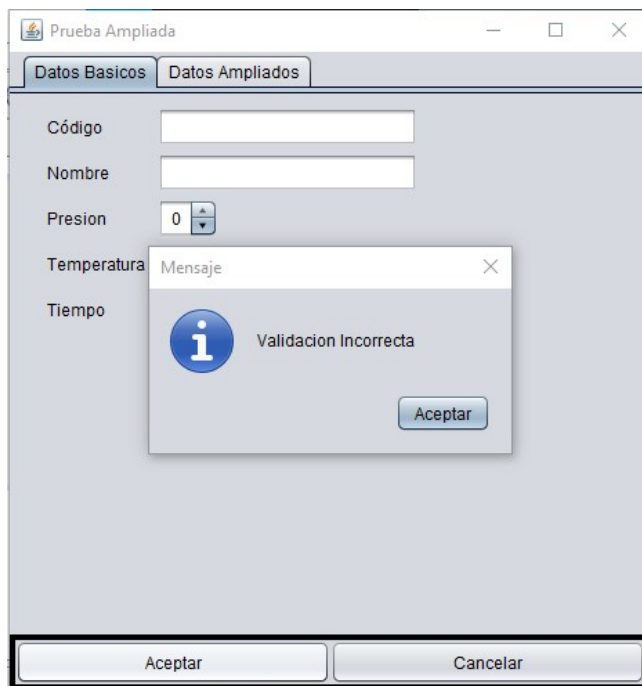 Prueba Ampliada
Datos Basicos Datos Ampliados
Código
Nombre
Presion 0
Temperatura
Mensaje
Tiempo
Validacion Incorrecta
Aceptar
Aceptar Cancelar